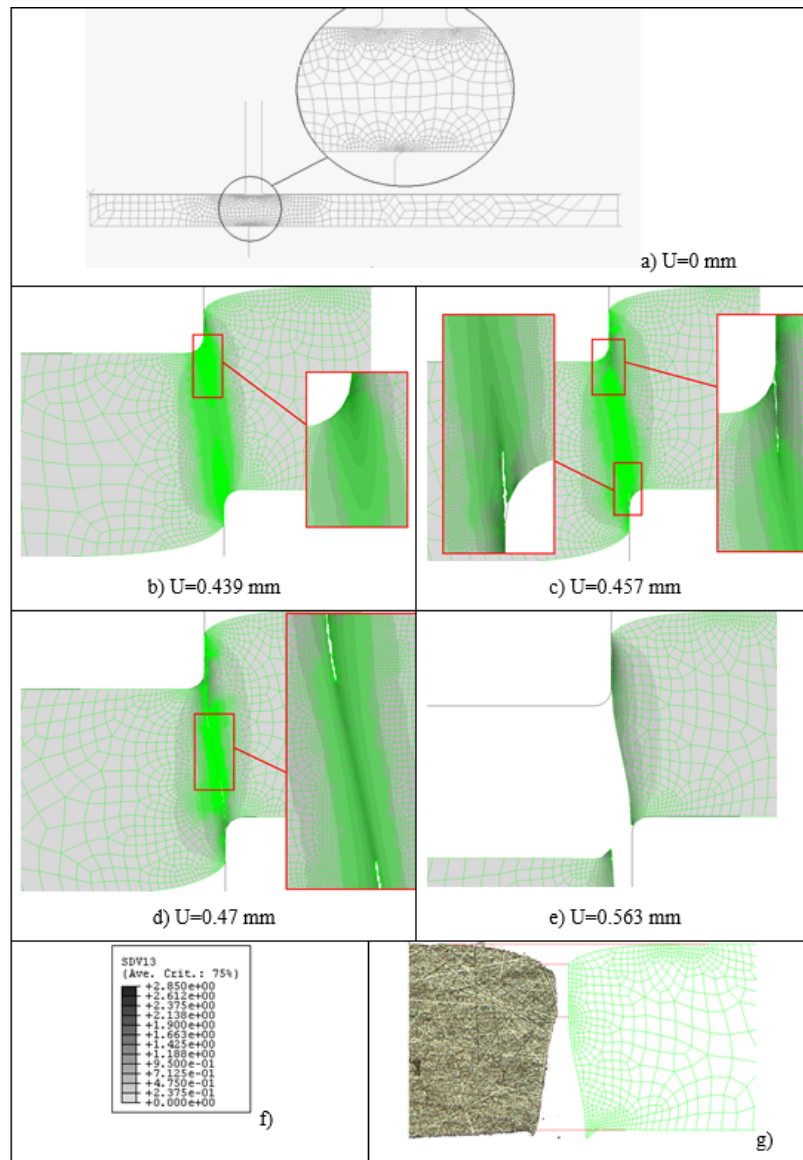 a) U=0 mm
b) U=0.439 mm
c) U=0.457 mm
d) U=0.47 mm
e) U=0.563 mm
SDV13
(Ave. Crit.: 75%)
+2.850e+00
+2.612e+00
+2.375e+00
+2.138e+00
+1.900e+00
+1.663e+00
+1.425e+00
+1.188e+00
+9.500e-01
+7.125e-01
+4.750e-01
+2.375e-01
+0.000e+00
f)
g)